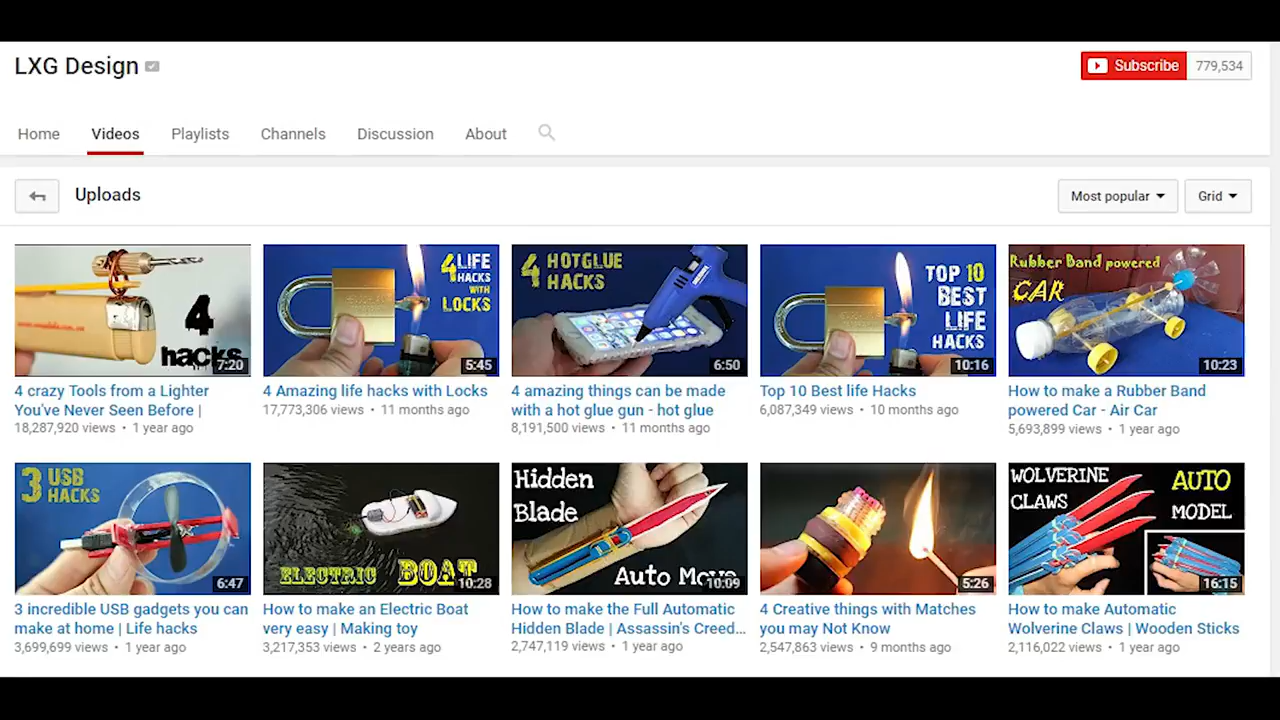 LXG Design
Subscribe 779,534
Home Videos Playlists Channels Discussion About
Uploads
Most popular Grid
4
hacks
7:20
4 LIFE
HACKS
WITH
LOCKS
5:45
4 HOTGLUE
HACKS
6:50
TOP 10
BEST
LIFE
HACKS
10:16
Rubber Band powered
CAR
10:23
4 crazy Tools from a Lighter
You've Never Seen Before |
18,287,920 views • 1 year ago
4 Amazing life hacks with Locks
17,773,306 views • 11 months ago
4 amazing things can be made
with a hot glue gun - hot glue
8,191,500 views • 11 months ago
Top 10 Best life Hacks
6,087,349 views • 10 months ago
How to make a Rubber Band
powered Car - Air Car
5,693,899 views • 1 year ago
3 USB
HACKS
6:47
ELECTRIC BOAT
10:28
Hidden
Blade
Auto Move
10:09
5:26
WOLVERINE
CLAWS
AUTO
MODEL
16:15
3 incredible USB gadgets you can
make at home | Life hacks
3,699,699 views • 1 year ago
How to make an Electric Boat
very easy | Making toy
3,217,353 views • 2 years ago
How to make the Full Automatic
Hidden Blade | Assassin's Creed...
2,747,119 views • 1 year ago
4 Creative things with Matches
you may Not Know
2,547,863 views • 9 months ago
How to make Automatic
Wolverine Claws | Wooden Sticks
2,116,022 views • 1 year ago